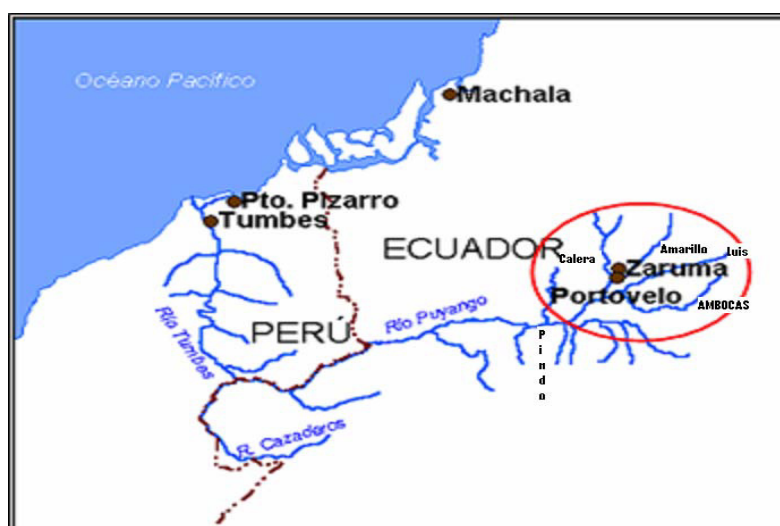 Océano Pacífico
Machala
Pto. Pizarro
Tumbes
ECUADOR
Calera
Amarillo
Luis
Zaruma
Portovelo
AMBOCAS
Río Puyango
PERÚ
Río Tumbes
Pindo
R. Cazaderos